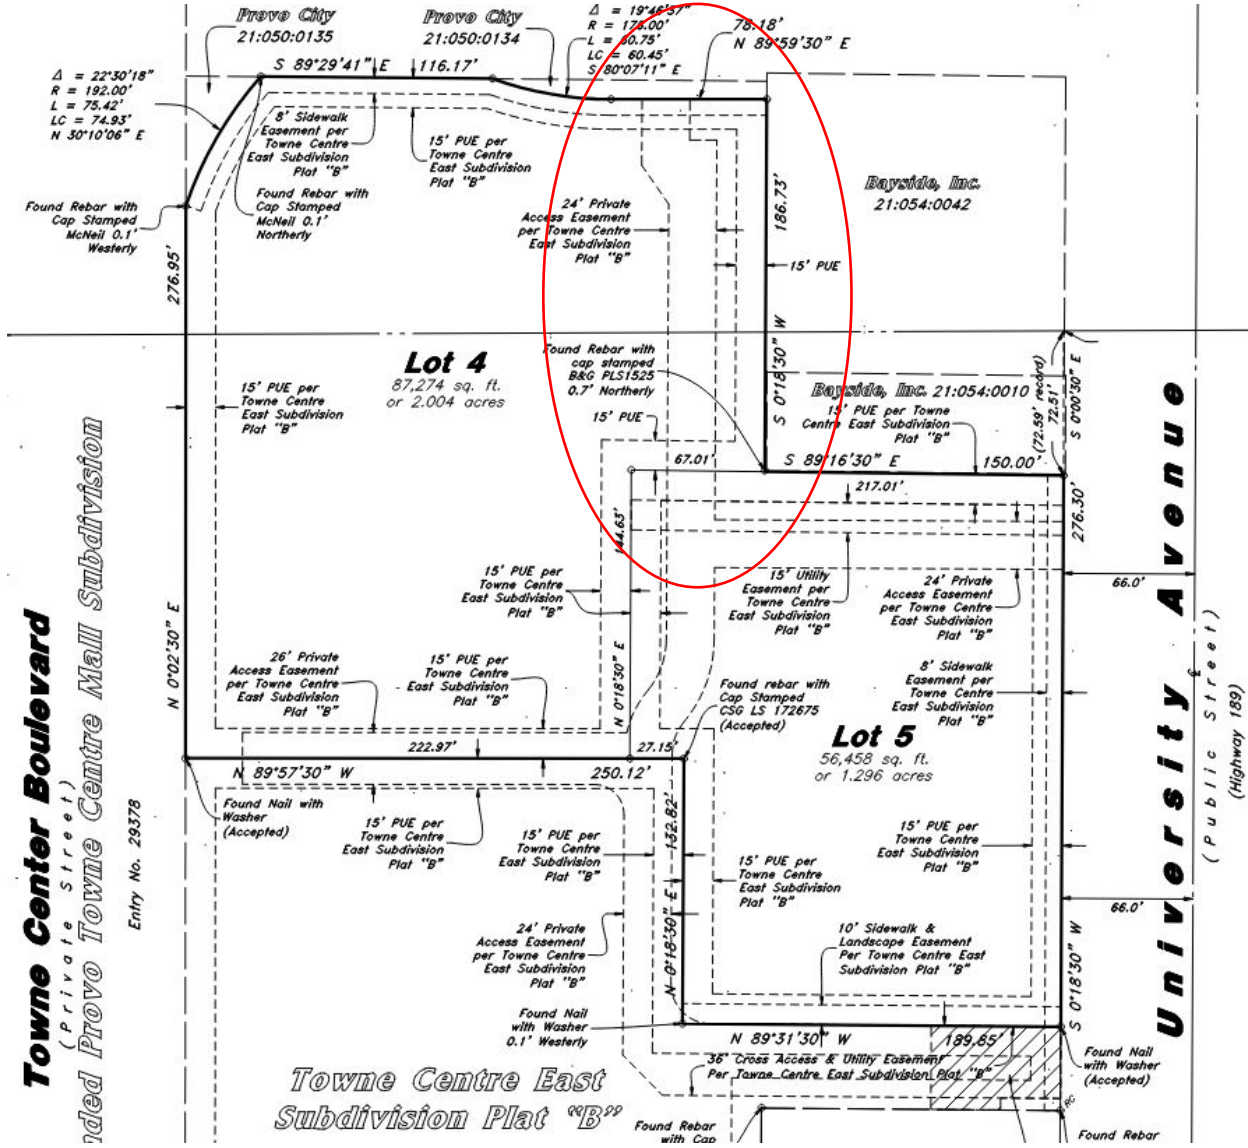 Provo City
21:050:0135
Provo City
21:050:0134
Δ = 19°46'57"
R = 176.00'
L = 60.75'
LC = 60.45'
S 80°07'11" E
78.18'
N 89°59'30" E
Δ = 22°30'18"
R = 192.00'
L = 75.42'
LC = 74.93'
N 30°10'06" E
S 89°29'41" E
116.17'
8' Sidewalk
Easement per
Towne Centre
East Subdivision
Plat "B"
15' PUE per
Towne Centre
East Subdivision
Plat "B"
Found Rebar with
Cap Stamped
McNeil 0.1'
Westerly
Found Rebar with
Cap Stamped
McNeil 0.1'
Northerly
24' Private
Access Easement
per Towne Centre
East Subdivision
Plat "B"
186.73'
Bayside, Inc.
21:054:0042
276.95'
15' PUE
S 0°18'30" W
Lot 4
87,274 sq. ft.
or 2.004 acres
Found Rebar with
cap stamped
B&G PLS1525
0.7' Northerly
15' PUE per
Towne Centre
East Subdivision
Plat "B"
15' PUE
Bayside, Inc. 21:054:0010
15' PUE per Towne
Centre East Subdivision
Plat "B"
(72.59' record)
72.51'
S 0°00'30" E
67.01'
S 89°16'30" E
150.00'
217.01'
276.30'
144.63'
15' PUE per
Towne Centre
East Subdivision
Plat "B"
15' Utility
Easement per
Towne Centre
East Subdivision
Plat "B"
24' Private
Access Easement
per Towne Centre
East Subdivision
Plat "B"
66.0'
N 0°02'30" E
26' Private
Access Easement
per Towne Centre
East Subdivision
Plat "B"
15' PUE per
Towne Centre
East Subdivision
Plat "B"
N 0°18'30" E
Found rebar with
Cap Stamped
CSG LS 172675
(Accepted)
8' Sidewalk
Easement per
Towne Centre
East Subdivision
Plat "B"
Lot 5
56,458 sq. ft.
or 1.296 acres
222.97'
27.15'
N 89°57'30" W
250.12'
Found Nail with
Washer
(Accepted)
15' PUE per
Towne Centre
East Subdivision
Plat "B"
15' PUE per
Towne Centre
East Subdivision
Plat "B"
132.82'
15' PUE per
Towne Centre
East Subdivision
Plat "B"
15' PUE per
Towne Centre
East Subdivision
Plat "B"
66.0'
24' Private
Access Easement
per Towne Centre
East Subdivision
Plat "B"
N 0°18'30" E
10' Sidewalk &
Landscape Easement
Per Towne Centre East
Subdivision Plat "B"
S 0°18'30" W
Found Nail
with Washer
0.1' Westerly
N 89°31'30" W
189.85'
36' Cross Access & Utility Easement
Per Towne Centre East Subdivision Plat "B"
Found Nail
with Washer
(Accepted)
RC
Towne Centre East
Subdivision Plat "B"
Found Rebar
with Cap
Found Rebar
Towne Center Boulevard
(Private Street)
nded Provo Towne Centre Mall Subdivision
Entry No. 29378
University Avenue
(Public Street)
(Highway 189)